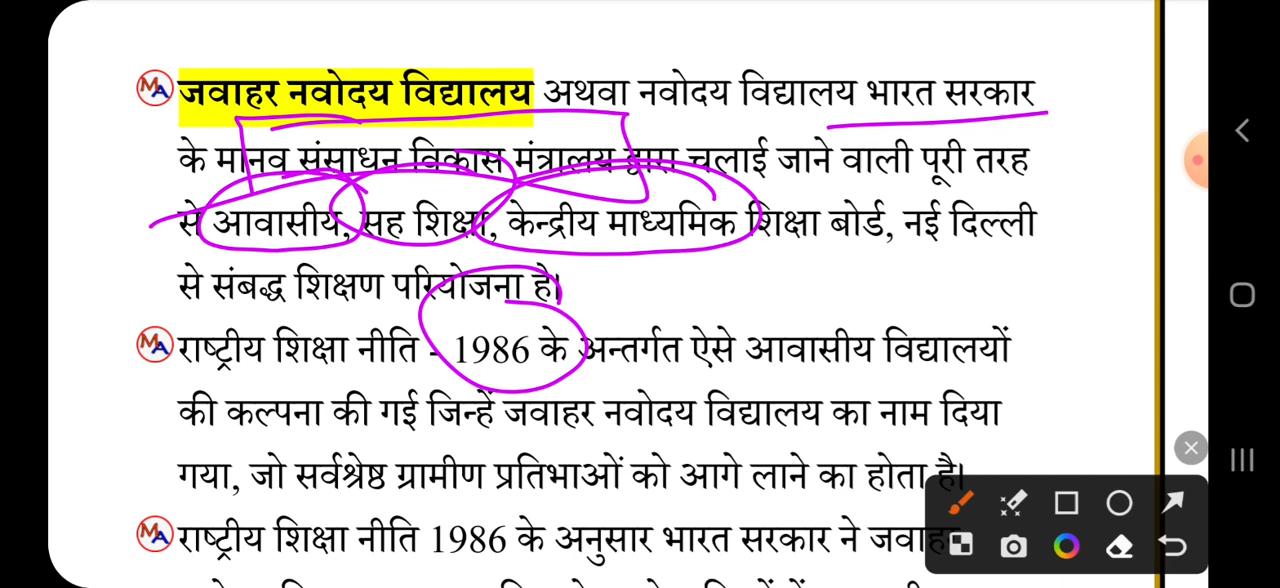 जवाहर नवोदय विद्यालय अथवा नवोदय विद्यालय भारत सरकार
के मानव संसाधन विकास मंत्रालय द्वारा चलाई जाने वाली पूरी तरह
से आवासीय, सह शिक्षा, केन्द्रीय माध्यमिक शिक्षा बोर्ड, नई दिल्ली
से संबद्ध शिक्षण परियोजना है।
राष्ट्रीय शिक्षा नीति - 1986 के अन्तर्गत ऐसे आवासीय विद्यालयों
की कल्पना की गई जिन्हें जवाहर नवोदय विद्यालय का नाम दिया
गया, जो सर्वश्रेष्ठ ग्रामीण प्रतिभाओं को आगे लाने का होता है।
राष्ट्रीय शिक्षा नीति 1986 के अनुसार भारत सरकार ने जवाहर